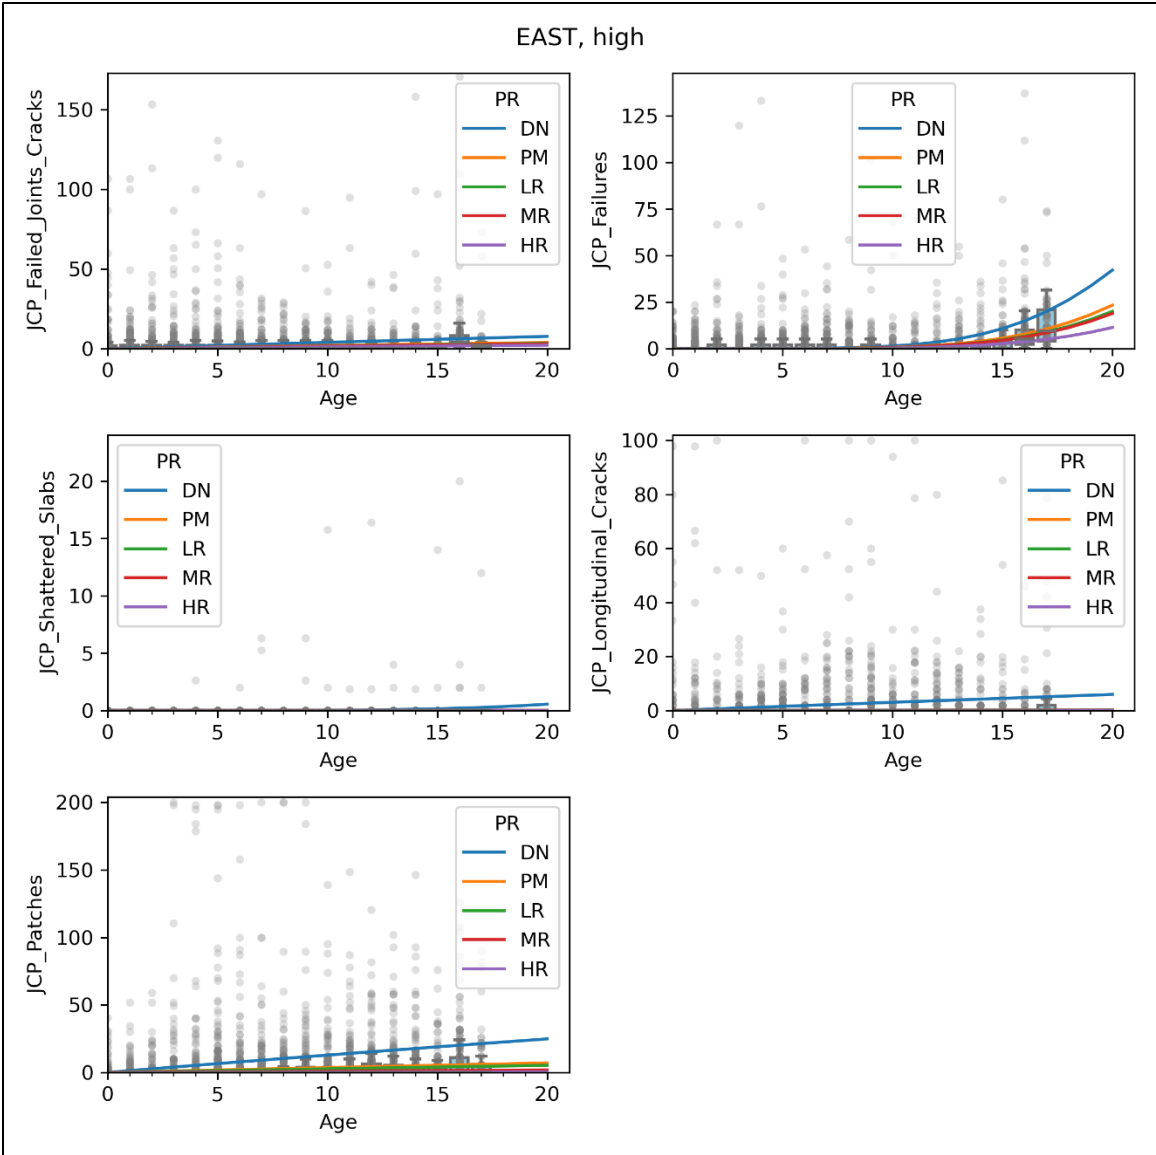 EAST, high
JCP_Failed_Joints_Cracks
150
100
50
0
0 5 10 15 20
Age
PR
DN
PM
LR
MR
HR
JCP_Failures
125
100
75
50
25
0
0 5 10 15 20
Age
PR
DN
PM
LR
MR
HR
JCP_Shattered_Slabs
20
15
10
5
0
0 5 10 15 20
Age
PR
DN
PM
LR
MR
HR
JCP_Longitudinal_Cracks
100
80
60
40
20
0
0 5 10 15 20
Age
PR
DN
PM
LR
MR
HR
JCP_Patches
200
150
100
50
0
0 5 10 15 20
Age
PR
DN
PM
LR
MR
HR